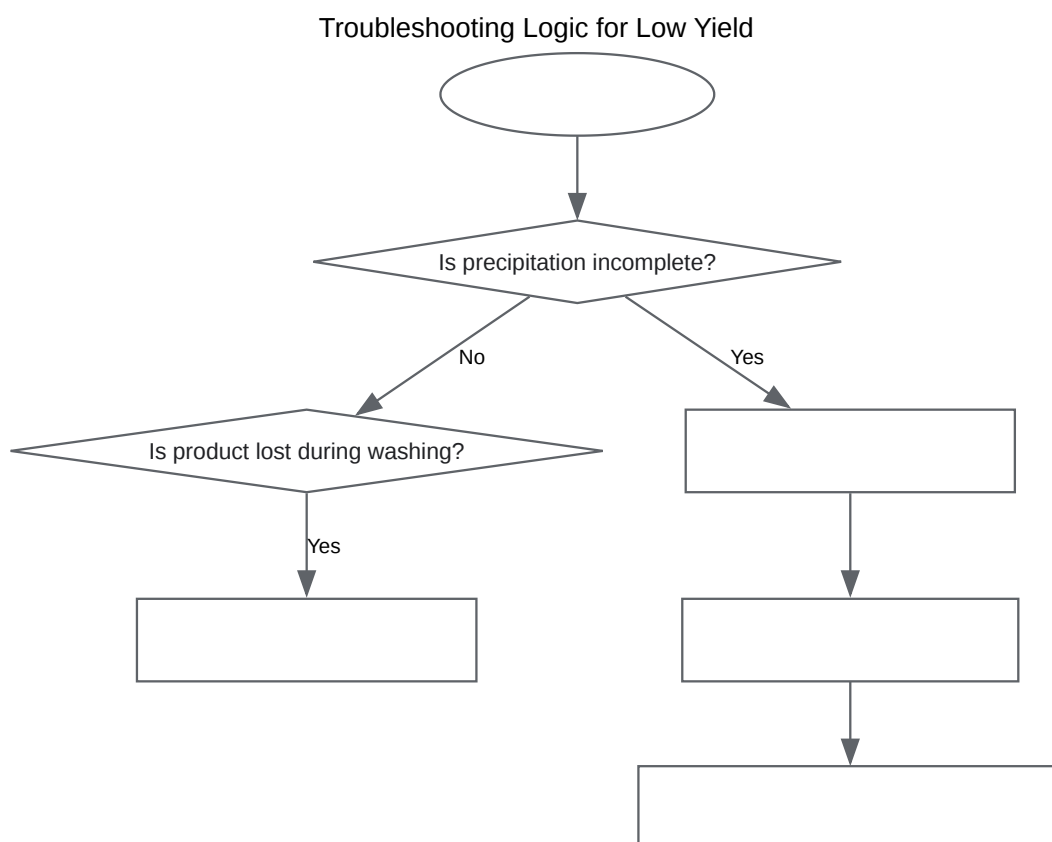 Troubleshooting Logic for Low Yield
Is precipitation incomplete?
No
Yes
Is product lost during washing?
Yes